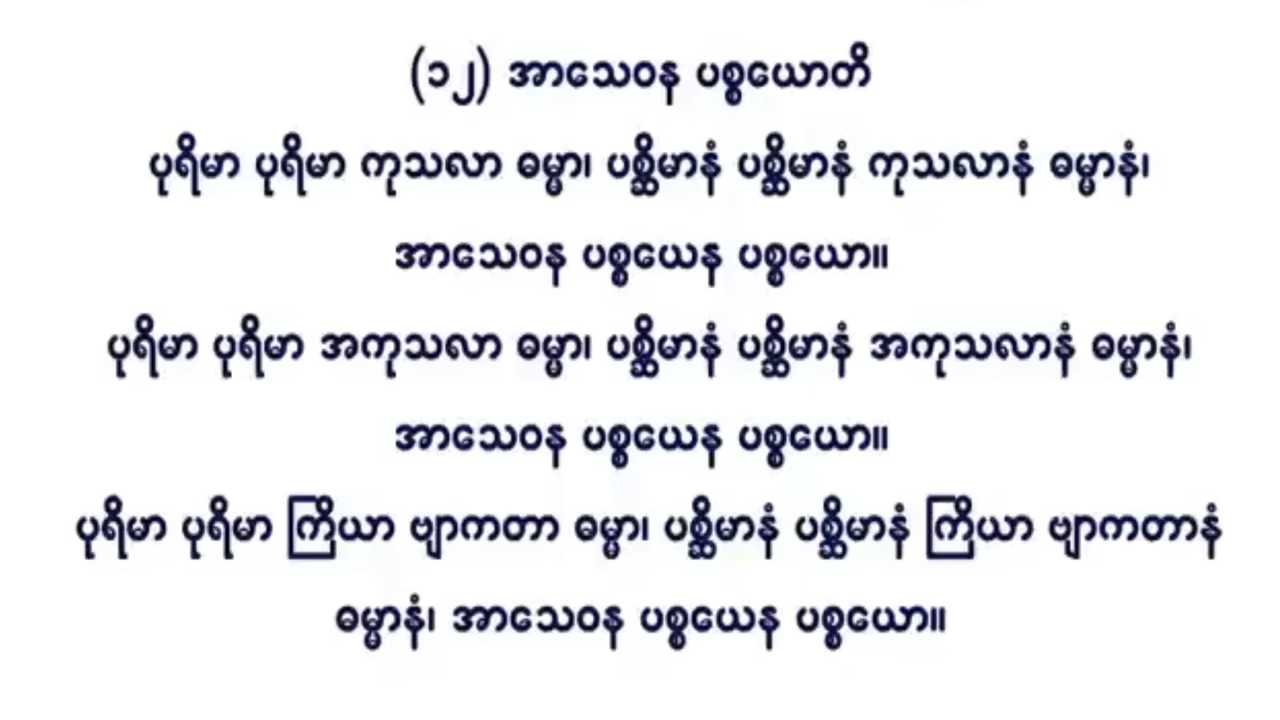 (၁၂) အာသေဝန ပစ္စယောတိ
ပုရိမာ ပုရိမာ ကုသလာ ဓမ္မာ၊ ပစ္ဆိမာနံ ပစ္ဆိမာနံ ကုသလာနံ ဓမ္မာနံ၊
အာသေဝန ပစ္စယေန ပစ္စယော။
ပုရိမာ ပုရိမာ အကုသလာ ဓမ္မာ၊ ပစ္ဆိမာနံ ပစ္ဆိမာနံ အကုသလာနံ ဓမ္မာနံ၊
အာသေဝန ပစ္စယေန ပစ္စယော။
ပုရိမာ ပုရိမာ ကြိယာ ဗျာကတာ ဓမ္မာ၊ ပစ္ဆိမာနံ ပစ္ဆိမာနံ ကြိယာ ဗျာကတာနံ
ဓမ္မာနံ၊ အာသေဝန ပစ္စယေန ပစ္စယော။